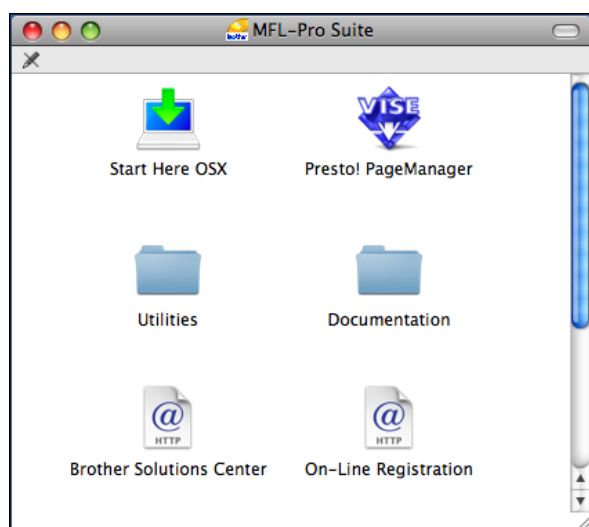 MFL-Pro Suite
VISE
Start Here OSX
Presto! PageManager
Utilities
Documentation
@
HTTP
@
HTTP
Brother Solutions Center
On-Line Registration